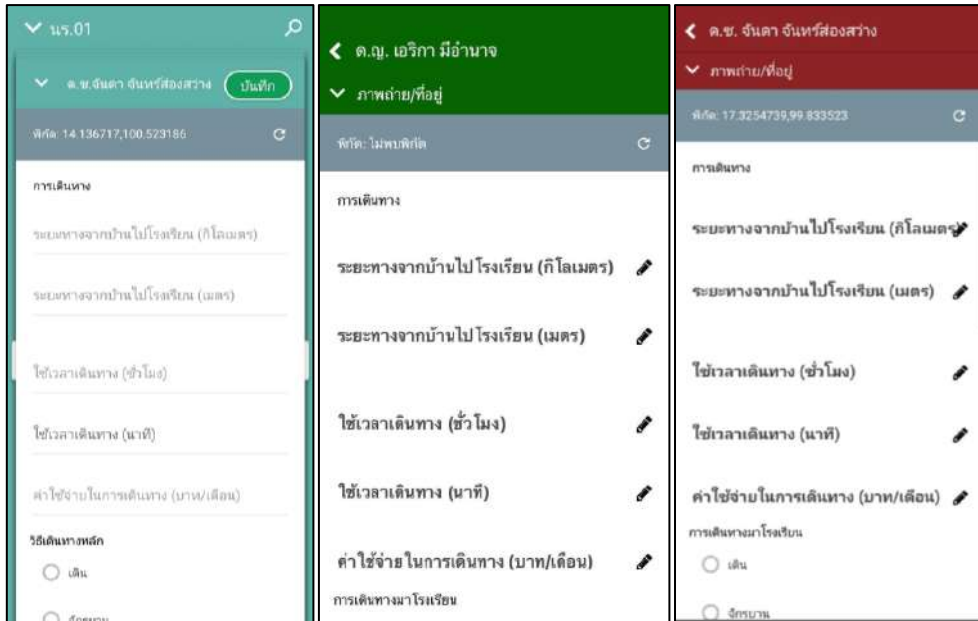 นร.01
ด.ช.จันดา จันทร์ส่องสว่าง
บันทึก
พิกัด: 14.136717,100.523186
การเดินทาง
ระยะทางจากบ้านไปโรงเรียน (กิโลเมตร)
ระยะทางจากบ้านไปโรงเรียน (เมตร)
ใช้เวลาเดินทาง (ชั่วโมง)
ใช้เวลาเดินทาง (นาที)
ค่าใช้จ่ายในการเดินทาง (บาท/เดือน)
วิธีเดินทางหลัก
เดิน
จักรยาน
ด.ญ. เอริกา มีอำนาจ
ภาพถ่าย/ที่อยู่
พิกัด: ไม่พบพิกัด
การเดินทาง
ระยะทางจากบ้านไปโรงเรียน (กิโลเมตร)
ระยะทางจากบ้านไปโรงเรียน (เมตร)
ใช้เวลาเดินทาง (ชั่วโมง)
ใช้เวลาเดินทาง (นาที)
ค่าใช้จ่ายในการเดินทาง (บาท/เดือน)
การเดินทางมาโรงเรียน
ด.ช. จันดา จันทร์ส่องสว่าง
ภาพถ่าย/ที่อยู่
พิกัด: 17.3254739,99.833523
การเดินทาง
ระยะทางจากบ้านไปโรงเรียน (กิโลเมตร)
ระยะทางจากบ้านไปโรงเรียน (เมตร)
ใช้เวลาเดินทาง (ชั่วโมง)
ใช้เวลาเดินทาง (นาที)
ค่าใช้จ่ายในการเดินทาง (บาท/เดือน)
การเดินทางมาโรงเรียน
เดิน
จักรยาน